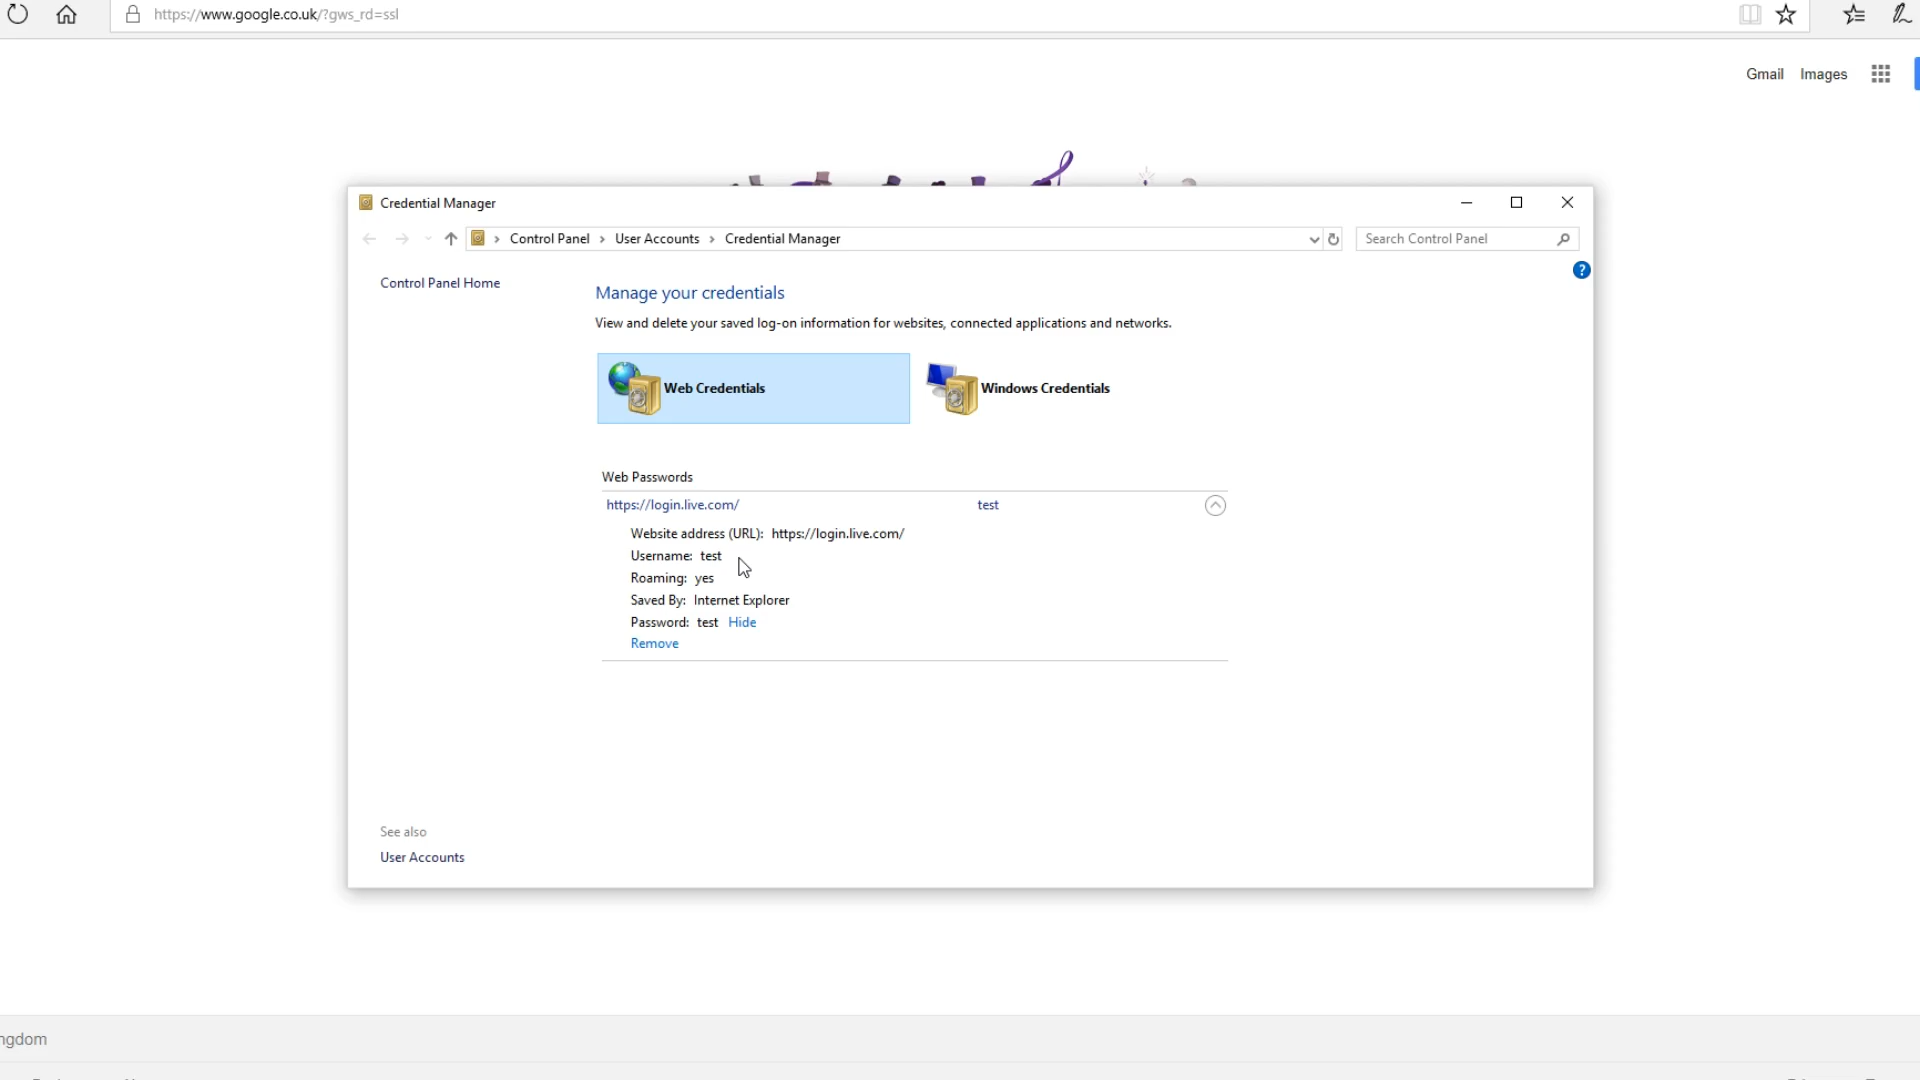 https://www.google.co.uk/?gws_rd=ssl
Gmail Images
Credential Manager
Control Panel > User Accounts > Credential Manager
Search Control Panel
?
Control Panel Home
Manage your credentials
View and delete your saved log-on information for websites, connected applications and networks.
Web Credentials
Windows Credentials
Web Passwords
https://login.live.com/ test
Website address (URL): https://login.live.com/
Username: test
Roaming: yes
Saved By: Internet Explorer
Password: test Hide
Remove
See also
User Accounts
ngdom